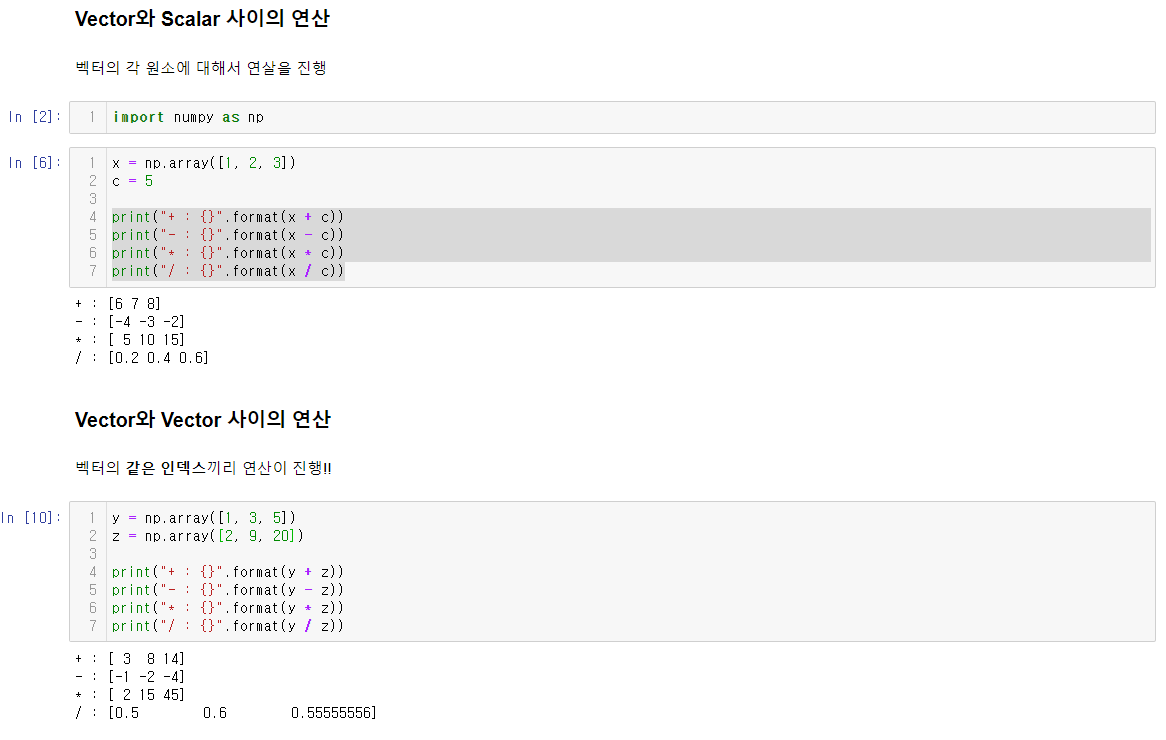 Vector와 Scalar 사이의 연산
벡터의 각 원소에 대해서 연살을 진행
In [2]:
1 import numpy as np
In [6]:
1 x = np.array([1, 2, 3])
2 c = 5
3
4 print("+ : {}".format(x + c))
5 print("- : {}".format(x - c))
6 print("* : {}".format(x * c))
7 print("/ : {}".format(x / c))
+ : [6 7 8]
- : [-4 -3 -2]
* : [ 5 10 15]
/ : [0.2 0.4 0.6]
Vector와 Vector 사이의 연산
벡터의 같은 인덱스끼리 연산이 진행!!
In [10]:
1 y = np.array([1, 3, 5])
2 z = np.array([2, 9, 20])
3
4 print("+ : {}".format(y + z))
5 print("- : {}".format(y - z))
6 print("* : {}".format(y * z))
7 print("/ : {}".format(y / z))
+ : [ 3  8 14]
- : [-1 -2 -4]
* : [ 2 15 45]
/ : [0.5        0.6        0.55555556]